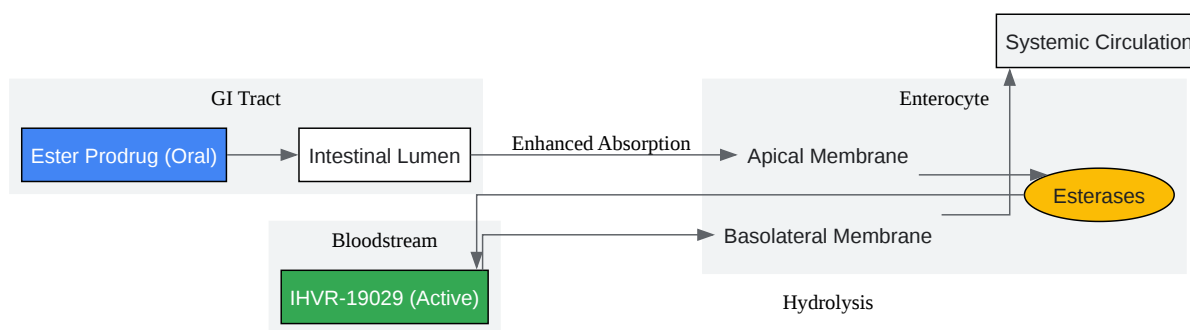 Systemic Circulation
GI Tract
Enterocyte
Ester Prodrug (Oral)
Intestinal Lumen
Enhanced Absorption
Apical Membrane
Esterases
Bloodstream
Basolateral Membrane
IHVR-19029 (Active)
Hydrolysis